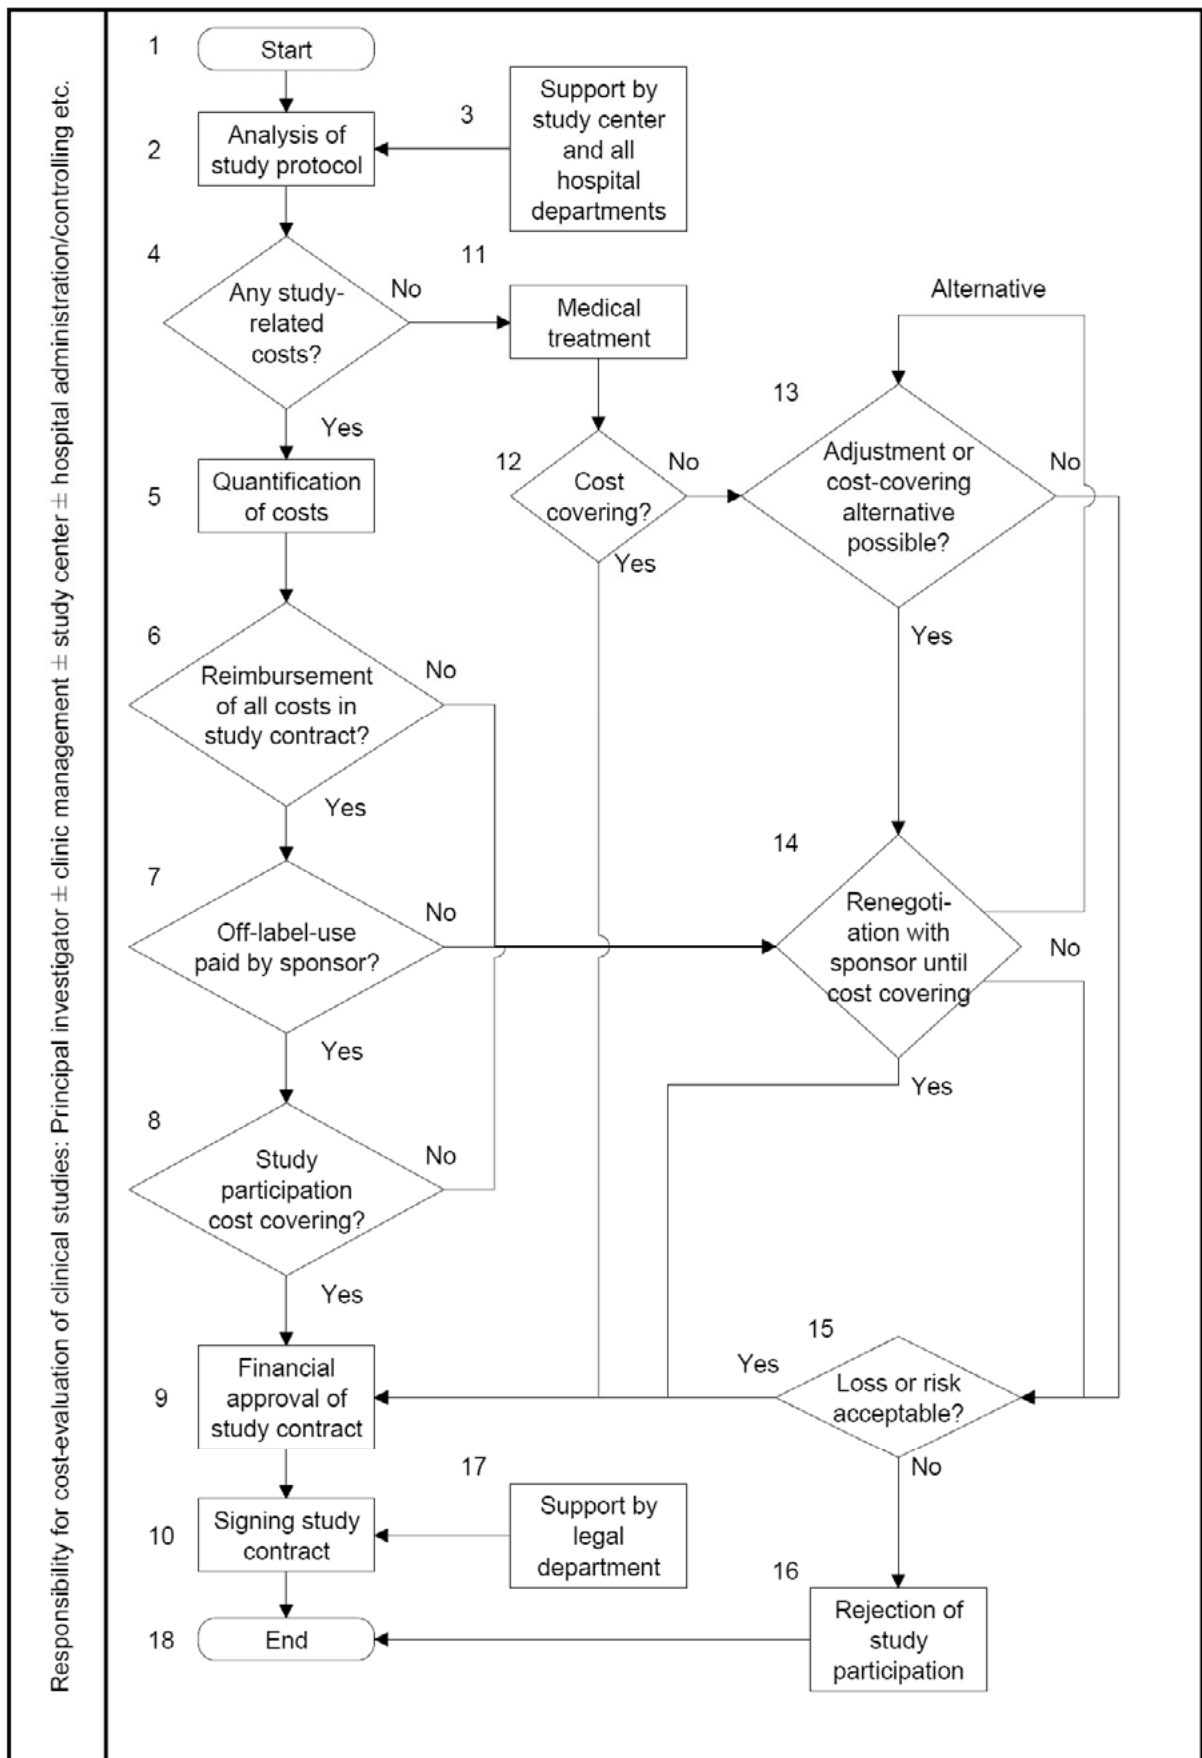 Responsibility for cost-evaluation of clinical studies: Principal investigator ± clinic management ± study center ± hospital administration/controlling etc.
1
Start
2
Analysis of
study protocol
3
Support by
study center
and all
hospital
departments
4
Any study-
related
costs?
No
Yes
11
Medical
treatment
Alternative
5
Quantification
of costs
12
Cost
covering?
No
Yes
13
Adjustment or
cost-covering
alternative
possible?
No
Yes
6
Reimbursement
of all costs in
study contract?
No
Yes
7
Off-label-use
paid by sponsor?
No
Yes
14
Renegoti-
ation with
sponsor until
cost covering
No
Yes
8
Study
participation
cost covering?
No
Yes
9
Financial
approval of
study contract
15
Loss or risk
acceptable?
Yes
No
10
Signing study
contract
17
Support by
legal
department
16
Rejection of
study
participation
18
End